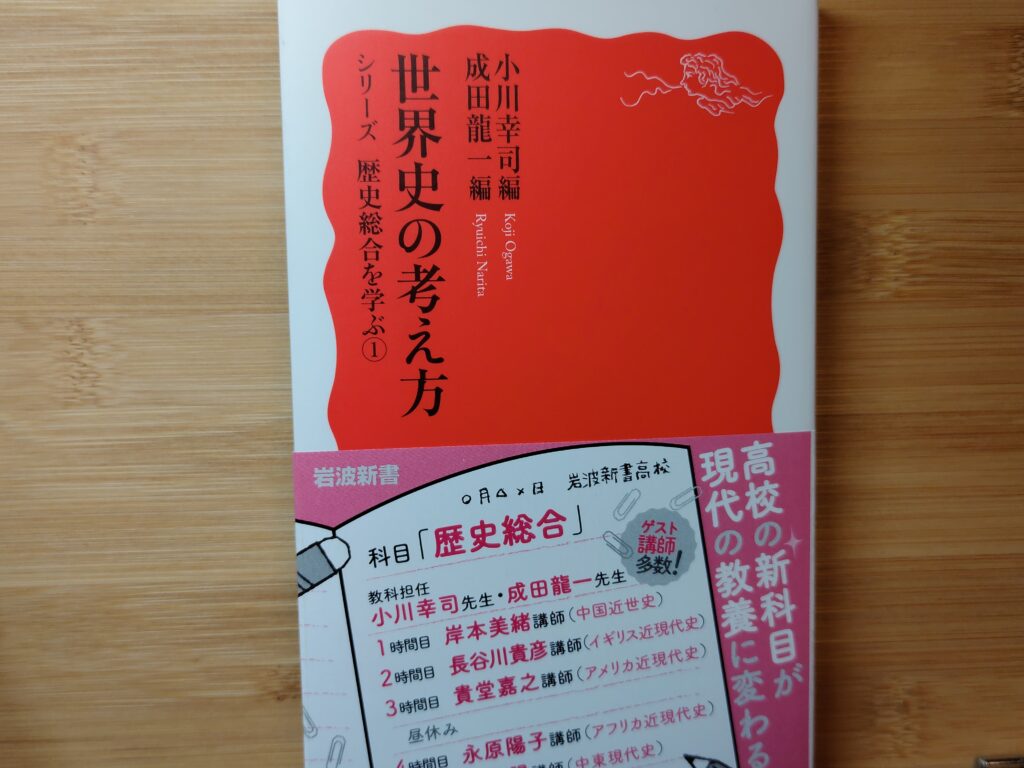 小川幸司編 Koji Ogawa
成田龍一編 Ryuichi Narita
世界史の考え方
シリーズ 歴史総合を学ぶ①
岩波新書
高校の新科目が
現代の教養に変わる
○月△×日 岩波新書高校
科目「歴史総合」
ゲスト
講師
多数!
教科担任
小川幸司先生・成田龍一先生
1時間目 岸本美緒講師(中国近世史)
2時間目 長谷川貴彦講師(イギリス近現代史)
3時間目 貴堂嘉之講師(アメリカ近現代史)
昼休み
4時間目 永原陽子講師(アフリカ近現代史)
講師(中東現代史)